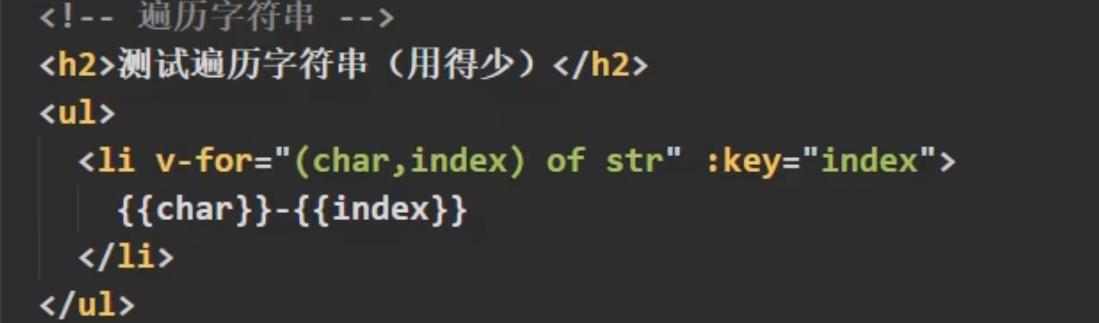 <!-- 遍历字符串 -->
<h2>测试遍历字符串（用得少）</h2>
<ul>
<li v-for="(char,index) of str" :key="index">
{{char}}-{{index}}
</li>
</ul>